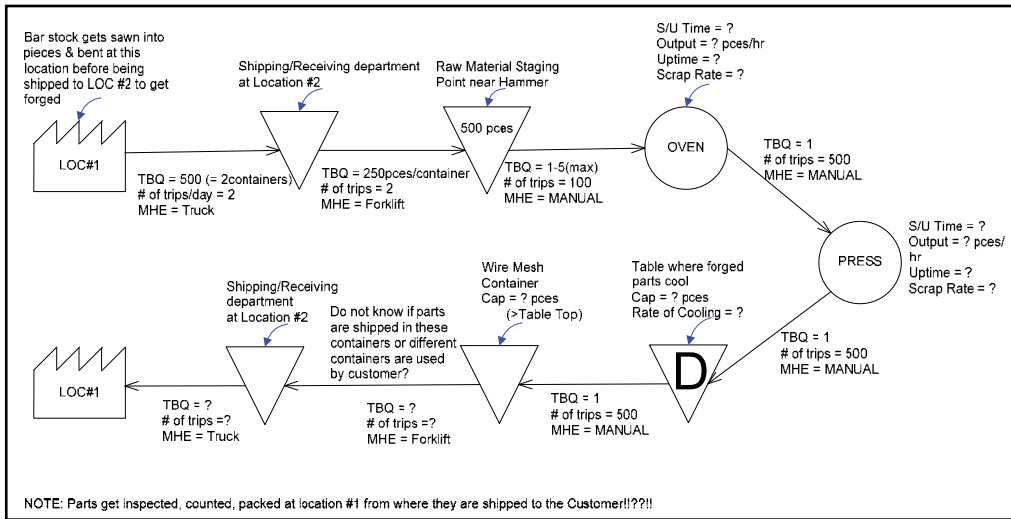 Bar stock gets sawn into
pieces & bent at this
location before being
shipped to LOC #2 to get
forged
LOC#1
TBQ = 500 (= 2containers)
# of trips/day = 2
MHE = Truck
Shipping/Receiving department
at Location #2
TBQ = 250pces/container
# of trips = 2
MHE = Forklift
Raw Material Staging
Point near Hammer
500 pces
TBQ = 1-5(max)
# of trips = 100
MHE = MANUAL
S/U Time = ?
Output = ? pces/hr
Uptime = ?
Scrap Rate = ?
OVEN
TBQ = 1
# of trips = 500
MHE = MANUAL
PRESS
S/U Time = ?
Output = ? pces/
hr
Uptime = ?
Scrap Rate = ?
TBQ = 1
# of trips = 500
MHE = MANUAL
Table where forged
parts cool
Cap = ? pces
Rate of Cooling = ?
D
TBQ = 1
# of trips = 500
MHE = MANUAL
Wire Mesh
Container
Cap = ? pces
(>Table Top)
Do not know if parts
are shipped in these
containers or different
containers are used
by customer?
TBQ = ?
# of trips =?
MHE = Forklift
Shipping/Receiving
department
at Location #2
TBQ = ?
# of trips =?
MHE = Truck
LOC#1
NOTE: Parts get inspected, counted, packed at location #1 from where they are shipped to the Customer!!??!!